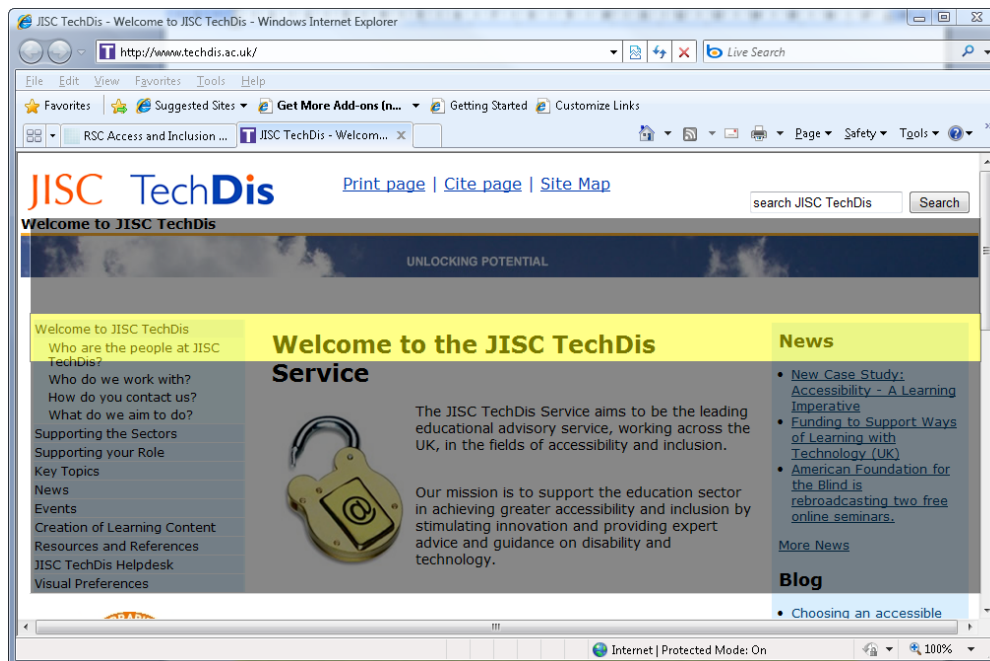 JISC TechDis - Welcome to JISC TechDis - Windows Internet Explorer
http://www.techdis.ac.uk/
Live Search
File Edit View Favorites Tools Help
Favorites Suggested Sites Get More Add-ons (n... Getting Started Customize Links
RSC Access and Inclusion ... JISC TechDis - Welcom... Page Safety Tools
JISC TechDis
Print page | Cite page | Site Map
search JISC TechDis Search
Welcome to JISC TechDis
UNLOCKING POTENTIAL
Welcome to JISC TechDis
Who are the people at JISC
TechDis?
Who do we work with?
How do you contact us?
What do we aim to do?
Supporting the Sectors
Supporting your Role
Key Topics
News
Events
Creation of Learning Content
Resources and References
JISC TechDis Helpdesk
Visual Preferences
Welcome to the JISC TechDis
Service
The JISC TechDis Service aims to be the leading
educational advisory service, working across the
UK, in the fields of accessibility and inclusion.
Our mission is to support the education sector
in achieving greater accessibility and inclusion by
stimulating innovation and providing expert
advice and guidance on disability and
technology.
@
News
• New Case Study:
Accessibility - A Learning
Imperative
• Funding to Support Ways
of Learning with
Technology (UK)
• American Foundation for
the Blind is
rebroadcasting two free
online seminars.
More News
Blog
• Choosing an accessible
Internet | Protected Mode: On 100%